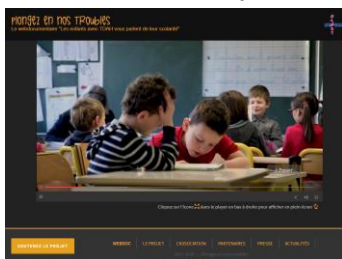 Plongez en nos Troubles
Le webdocumentaire "Les enfants avec TDAH vous parlent de leur scolarité"
Cliquez sur l'icone dans le player en bas à droite pour afficher en plein écran
SOUTENEZ LE PROJET
WEBDOC LE PROJET L'ASSOCIATION PARTENAIRES PRESSE ACTUALITÉS